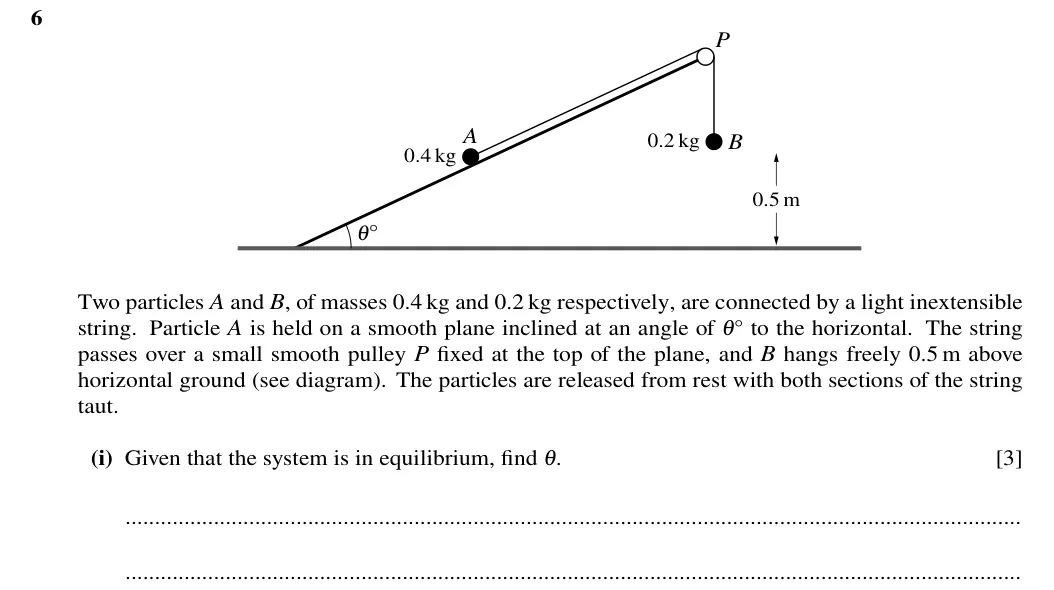 6
P
A
0.4 kg
0.2 kg
B
0.5 m
θ°
Two particles A and B, of masses 0.4 kg and 0.2 kg respectively, are connected by a light inextensible
string. Particle A is held on a smooth plane inclined at an angle of θ° to the horizontal. The string
passes over a small smooth pulley P fixed at the top of the plane, and B hangs freely 0.5 m above
horizontal ground (see diagram). The particles are released from rest with both sections of the string
taut.
(i) Given that the system is in equilibrium, find θ. [3]